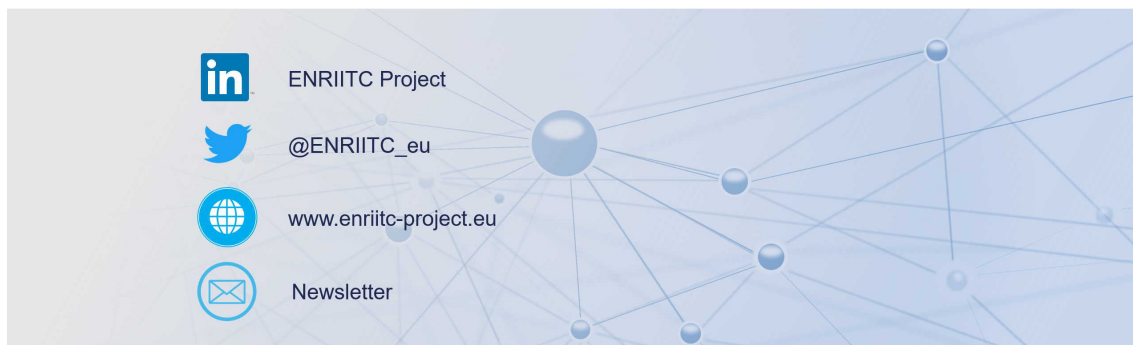 in
ENRIITC Project
@ENRIITC_eu
www.enriitc-project.eu
Newsletter